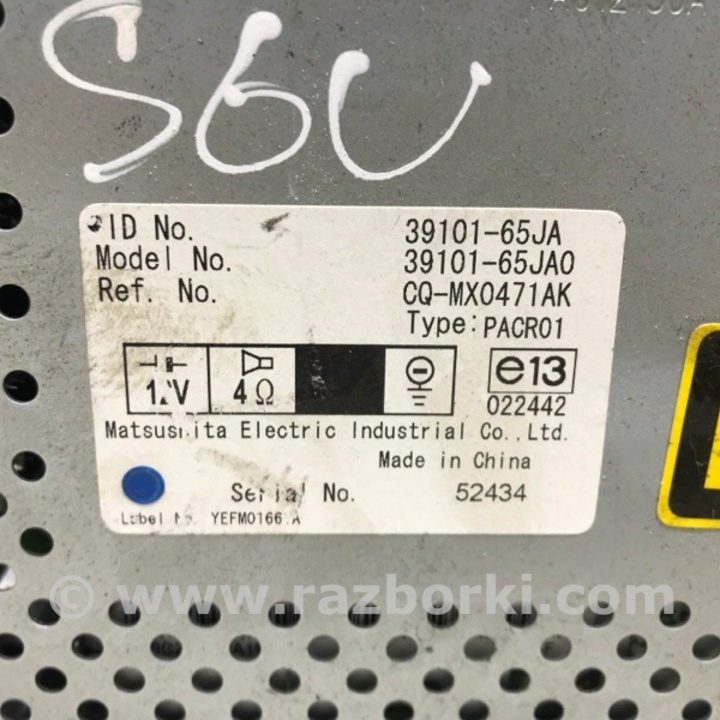 S6U
ID No. 39101-65JA
Model No. 39101-65JA0
Ref. No. CQ-MX0471AK
Type: PACR01
12V 4Ω e13
022442
Matsushita Electric Industrial Co., Ltd.
Made in China
Serial No. 52434
Label No. YEFM0166
© www.razborki.com